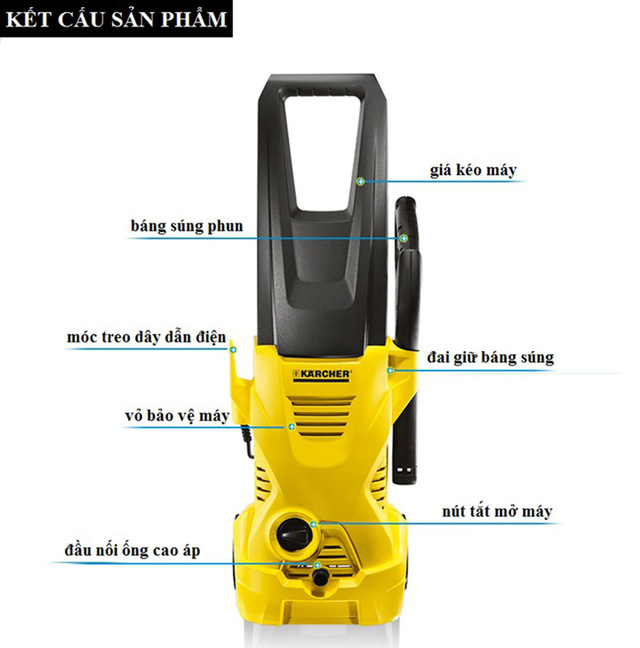 KẾT CẤU SẢN PHẨM
giá kéo máy
báng súng phun
móc treo dây dẫn điện
đai giữ báng súng
KÄRCHER
vỏ bảo vệ máy
nút tắt mở máy
đầu nối ống cao áp